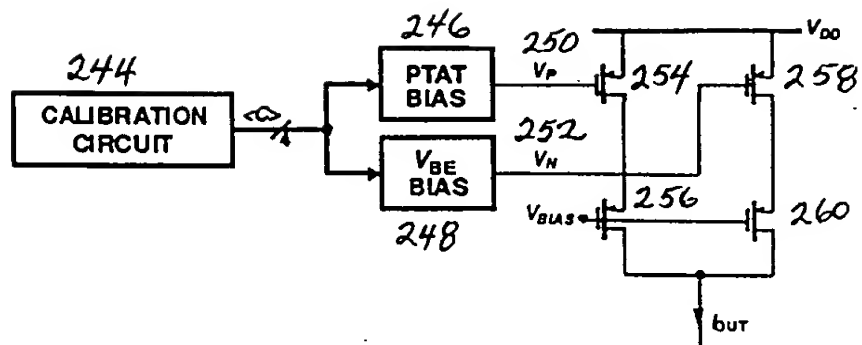 246
250
V_DD
244
PTAT
BIAS
V_P
254
258
CALIBRATION
CIRCUIT
<C>
4
252
V_BE
BIAS
V_N
256
V_BIAS
260
248
I_OUT